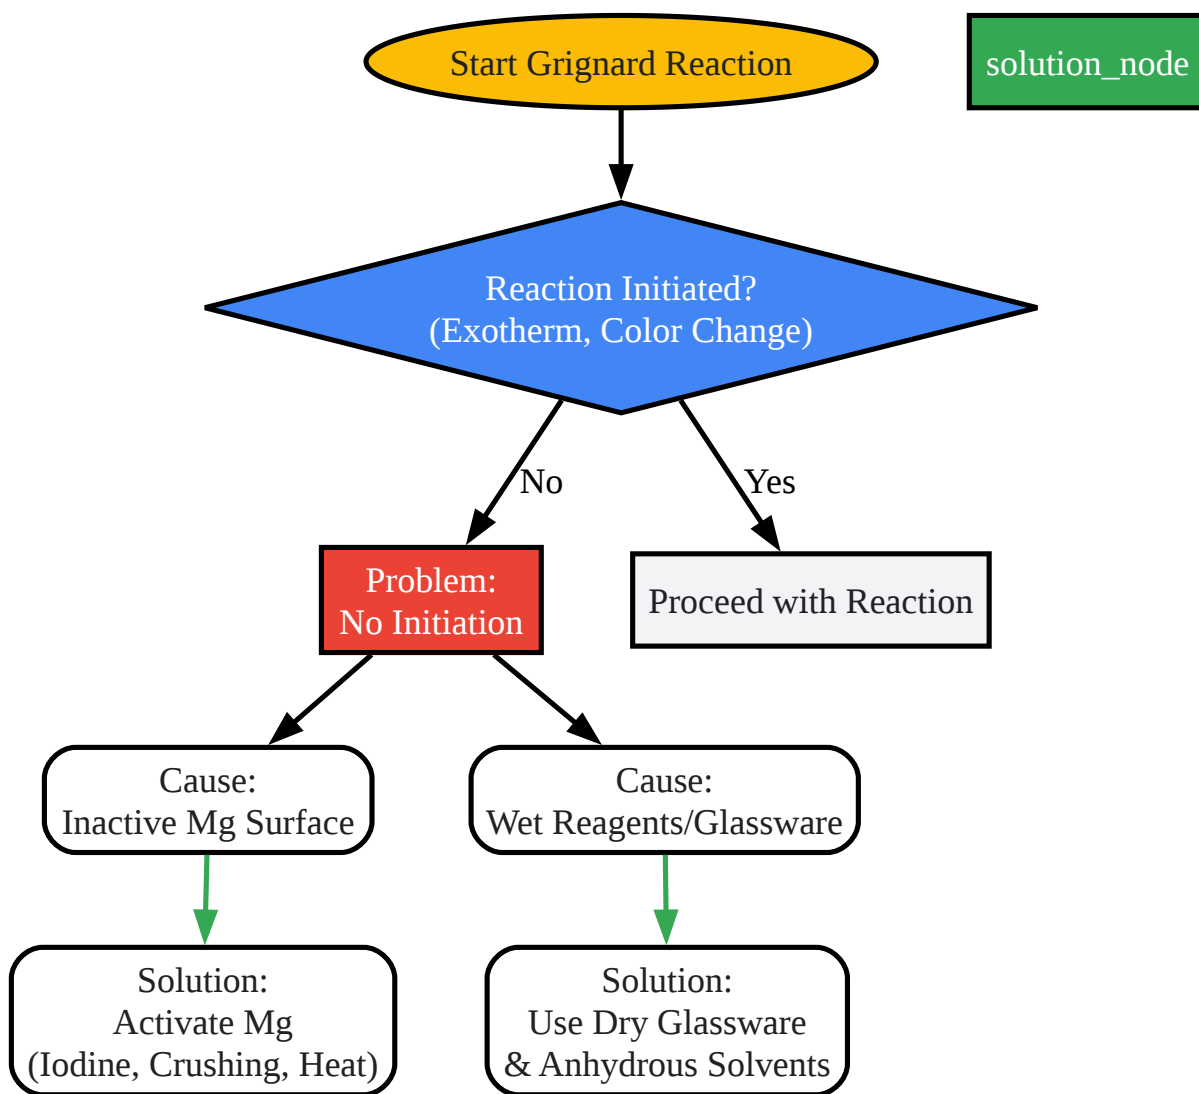 Start Grignard Reaction
solution_node
Reaction Initiated?
(Exotherm, Color Change)
No
Yes
Problem:
No Initiation
Proceed with Reaction
Cause:
Inactive Mg Surface
Cause:
Wet Reagents/Glassware
Solution:
Activate Mg
(Iodine, Crushing, Heat)
Solution:
Use Dry Glassware
& Anhydrous Solvents